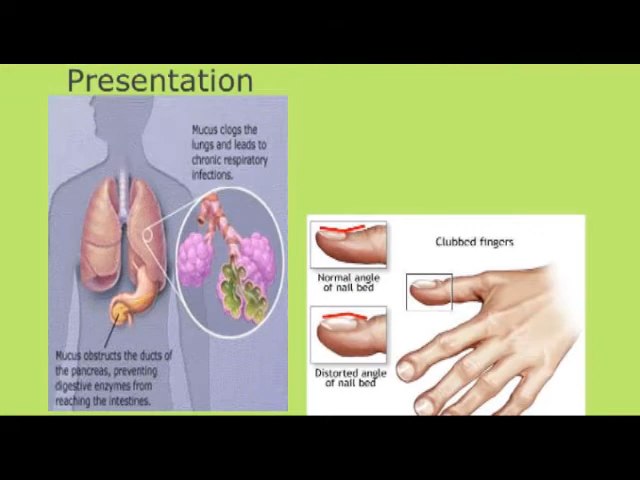 Presentation
Mucus clogs the
lungs and leads to
chronic respiratory
infections.
Mucus obstructs the ducts of
the pancreas, preventing
digestive enzymes from
reaching the intestines.
Clubbed fingers
Normal angle
of nail bed
Distorted angle
of nail bed